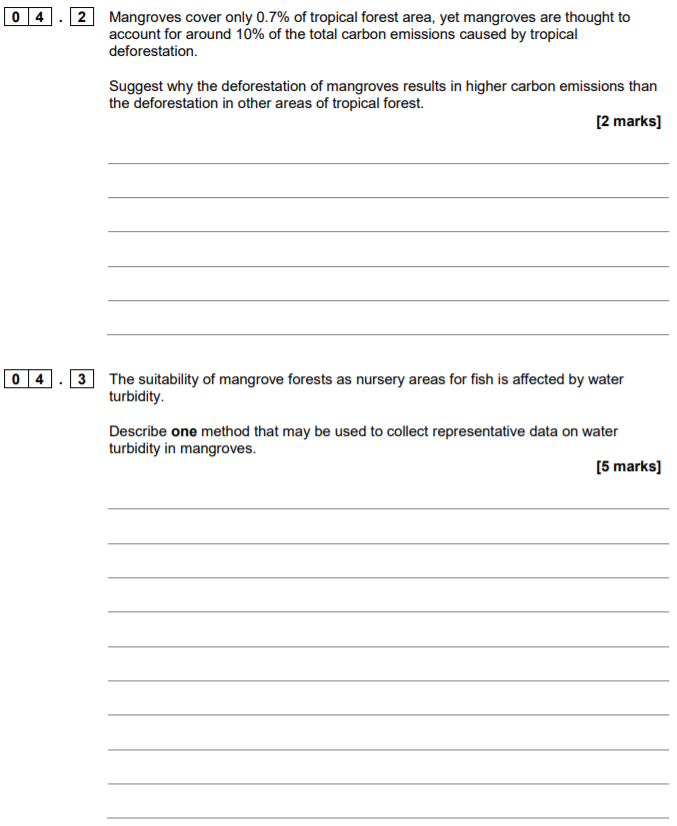 0 4 . 2 Mangroves cover only 0.7% of tropical forest area, yet mangroves are thought to
account for around 10% of the total carbon emissions caused by tropical
deforestation.
Suggest why the deforestation of mangroves results in higher carbon emissions than
the deforestation in other areas of tropical forest.
[2 marks]
0 4 . 3 The suitability of mangrove forests as nursery areas for fish is affected by water
turbidity.
Describe one method that may be used to collect representative data on water
turbidity in mangroves.
[5 marks]